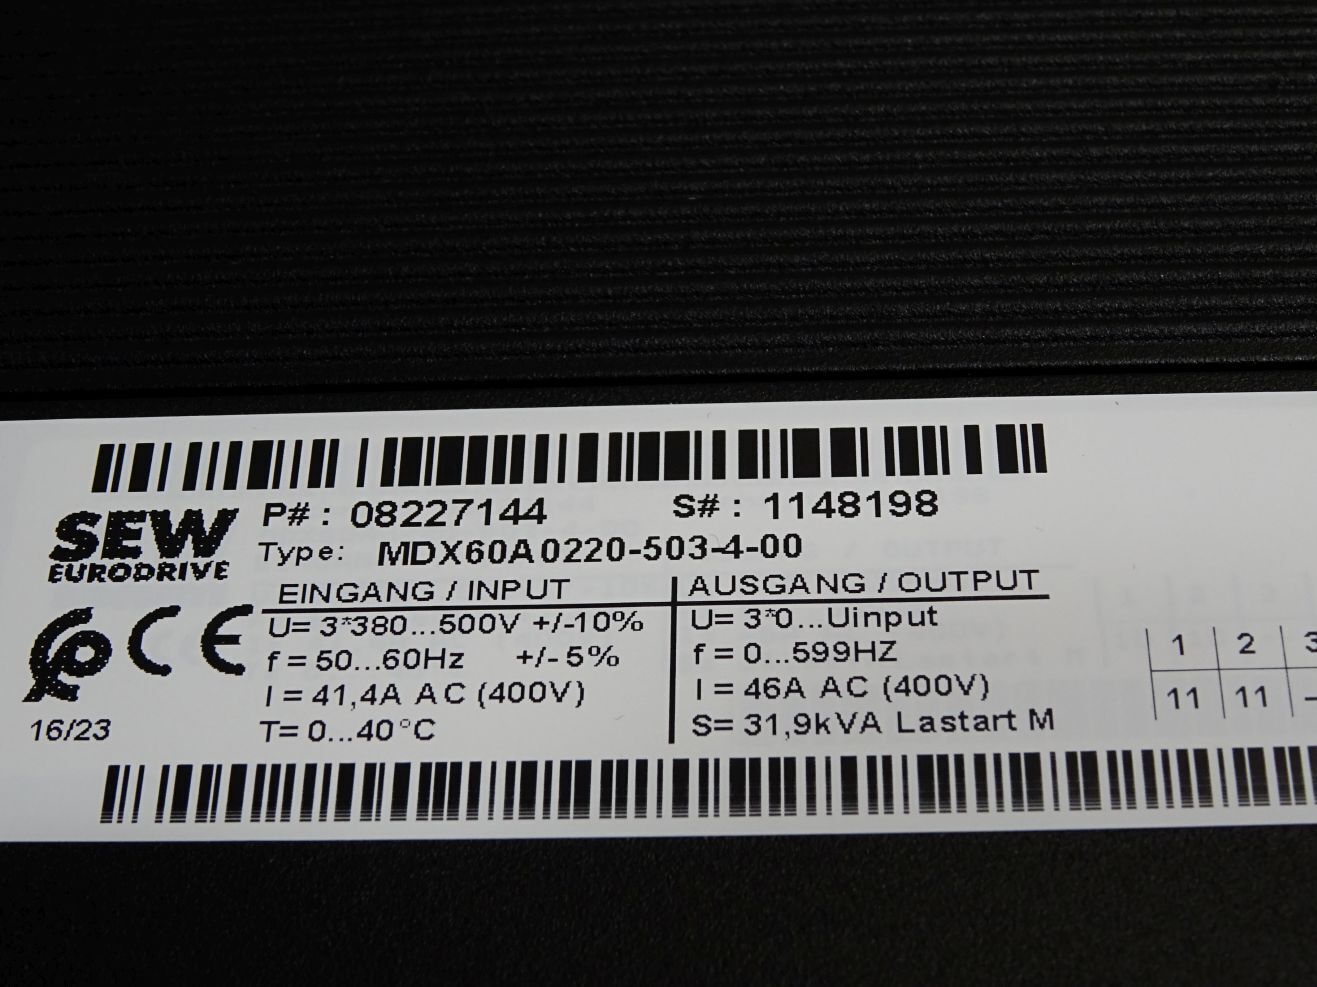 P# : 08227144 S# : 1148198
SEW
EURODRIVE
Type: MDX60A0220-503-4-00
EINGANG / INPUT
U= 3*380...500V +/-10%
f = 50...60Hz +/- 5%
I = 41,4A AC (400V)
T= 0...40°C
AUSGANG / OUTPUT
U= 3*0...Uinput
f = 0...599HZ
I = 46A AC (400V)
S= 31,9kVA Lastart M
CE
16/23
1 2 3
11 11 –